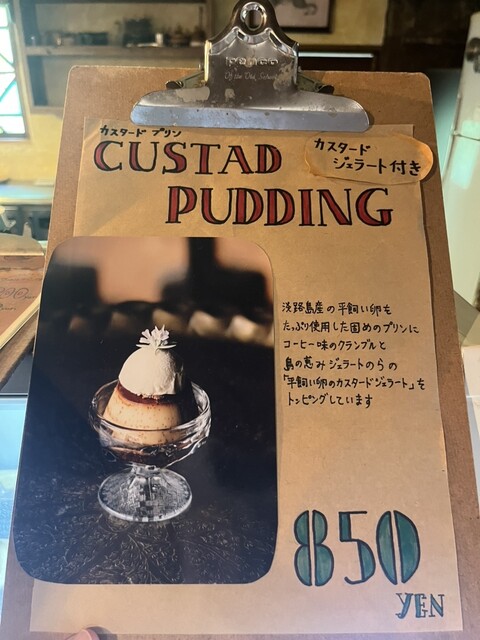 Of the Old School
カスタード プリン
CUSTAD
PUDDING
カスタード
ジェラート付き
淡路島産の平飼い卵を
たっぷり使用した固めのプリンに
コーヒー味のクランブルと
島の恵みジェラートのらの
「平飼い卵のカスタードジェラート」を
トンピングしています
850
YEN